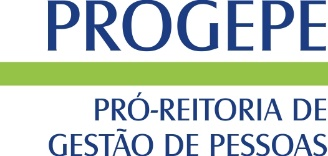 PROGEPE
PRÓ-REITORIA DE
GESTÃO DE PESSOAS